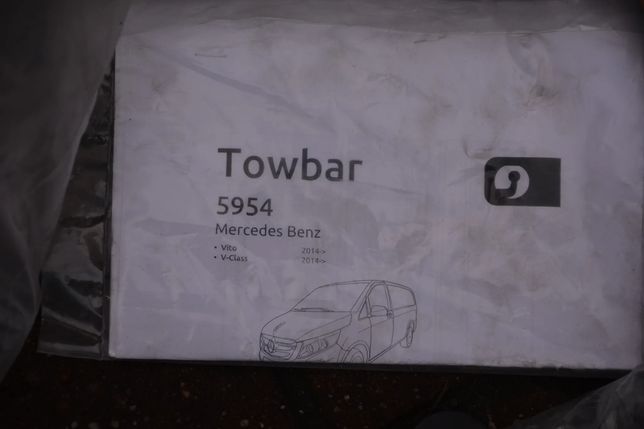 Towbar
5954
Mercedes Benz
• Vito 2014->
• V-Class 2014->